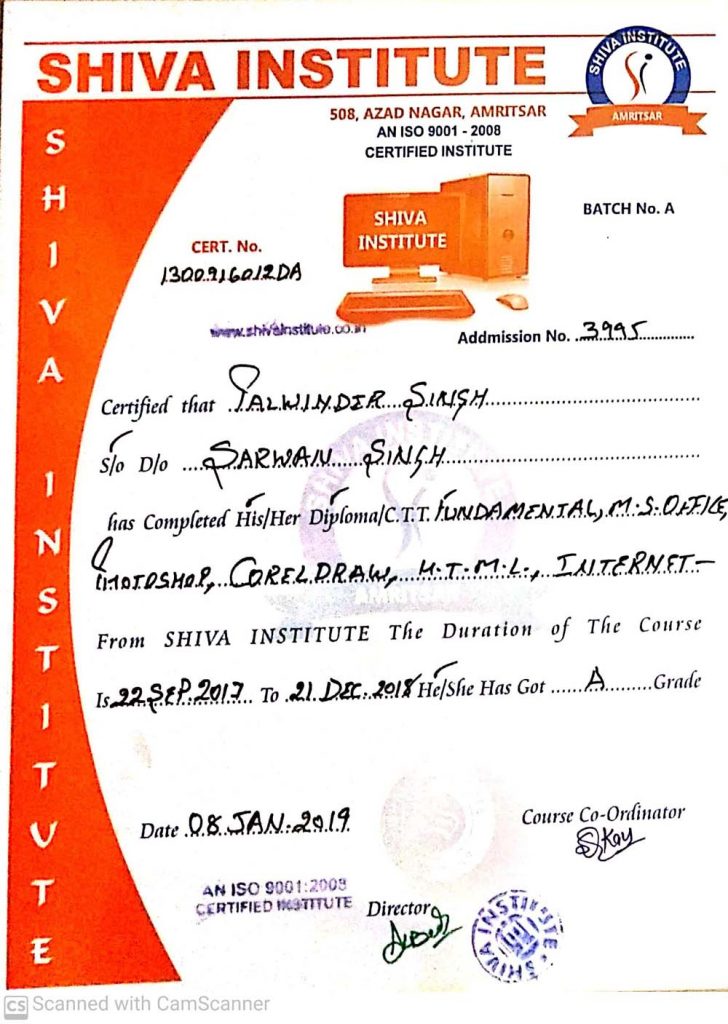 SHIVA INSTITUTE
SHIVA INSTITUTE
AMRITSAR
508, AZAD NAGAR, AMRITSAR
AN ISO 9001 - 2008
CERTIFIED INSTITUTE
SHIVA INSTITUTE
SHIVA
INSTITUTE
BATCH No. A
CERT. No.
1300916012DA
www.shivainstitute.co.in
Addmission No. 3995
Certified that PALWINDER SINGH
S/o D/o SARWAN SINGH
has Completed His/Her Diploma/C.T.T. FUNDAMENTAL, M.S.OFFICE,
PHOTOSHOP, CORELDRAW, H.T.M.L., INTERNET
From SHIVA INSTITUTE The Duration of The Course
Is 22 SEP. 2017 To 21 DEC. 2018 He/She Has Got A Grade
Date 08 JAN. 2019
Course Co-Ordinator
AN ISO 9001:2008
CERTIFIED INSTITUTE
Director
SHIVA INSTITUTE
CS Scanned with CamScanner